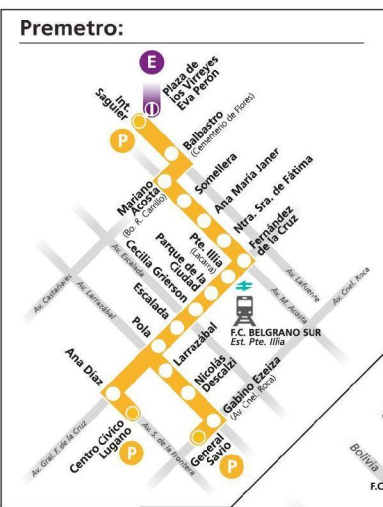 Premetro:
E
Plaza de
los Virreyes
Eva Perón
Int.
Saguier
P
Balbastro
(Cementerio de Flores)
Mariano
Acosta
(Bo. R. Carrillo)
Somellera
Ana María Janer
Ntra. Sra. de Fátima
Fernández
de la Cruz
Pte. Illia
(Lacarra)
Parque de la
Ciudad
Cecilia Grierson
Escalada
Pola
Av. Castañares
Av. Escalada
Av. Larrazábal
Av. Lafuerte
Av. M. Acosta
Av. Cnel. Roca
F.C. BELGRANO SUR
Est. Pte. Illia
Larrazábal
Nicolás
Descalzi
Ana Díaz
Gabino Ezeiza
(Av. Cnel. Roca)
Centro Cívico
Lugano
P
Av. S. de la Frontera
General
Savio
P
Av. Gral. F. de la Cruz
Bolivia
F.C